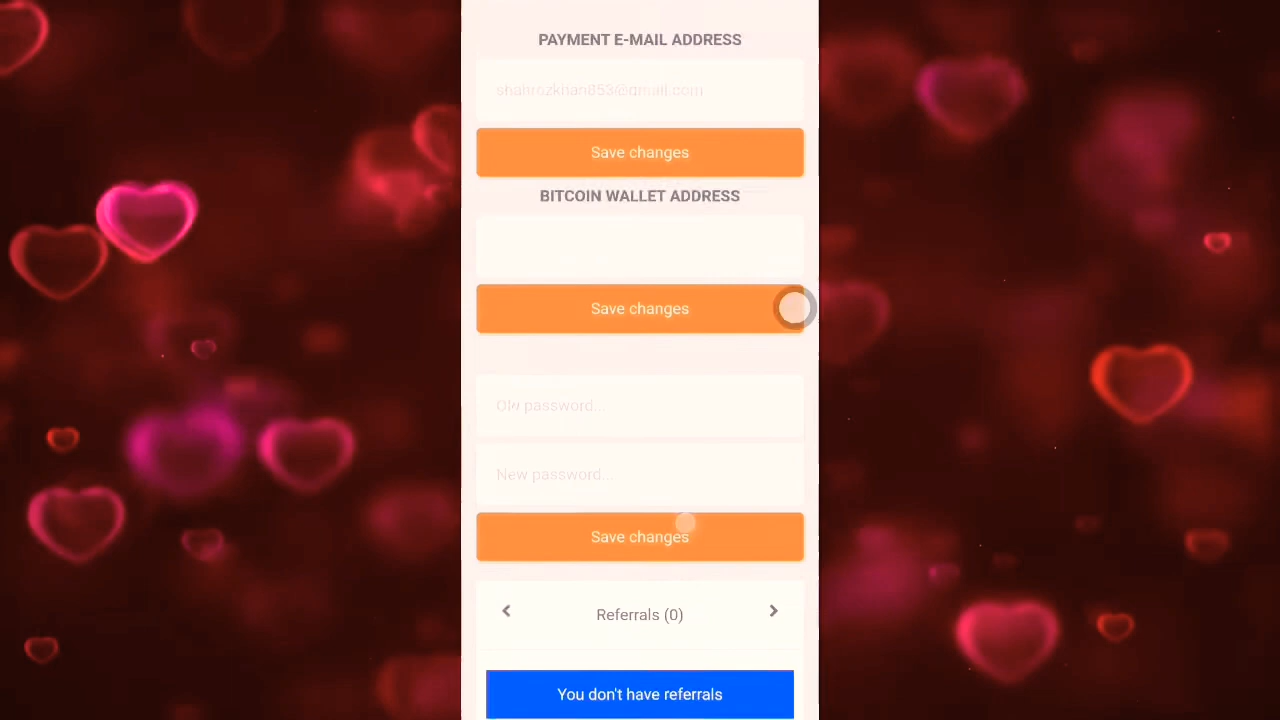 PAYMENT E-MAIL ADDRESS
Save changes
BITCOIN WALLET ADDRESS
Save changes
Old password...
New password...
Save changes
Referrals (0)
You don't have referrals